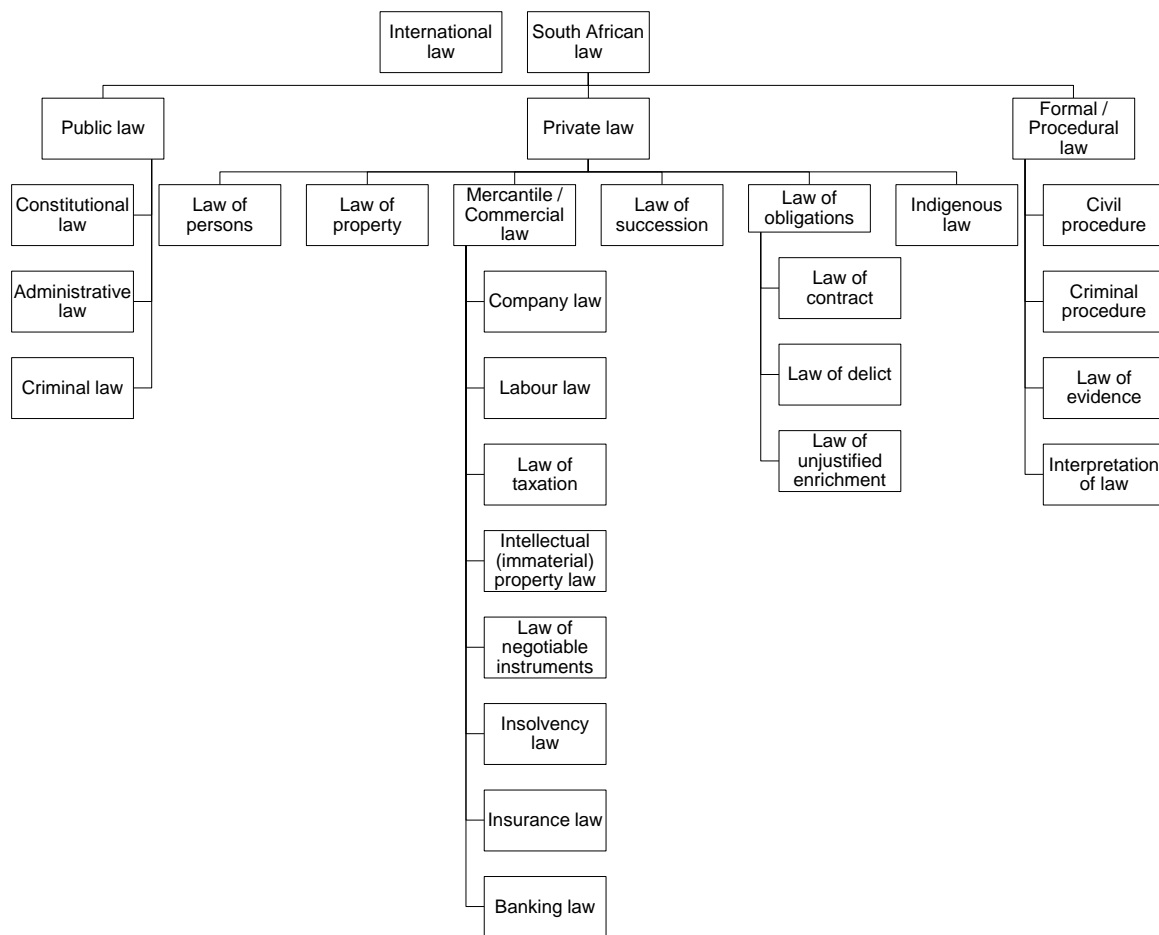 International
law
South African
law
Public law
Private law
Formal /
Procedural
law
Constitutional
law
Administrative
law
Criminal law
Law of
persons
Law of
property
Mercantile /
Commercial
law
Law of
succession
Law of
obligations
Indigenous
law
Company law
Labour law
Law of
taxation
Intellectual
(immaterial)
property law
Law of
negotiable
instruments
Insolvency
law
Insurance law
Banking law
Law of
contract
Law of delict
Law of
unjustified
enrichment
Civil
procedure
Criminal
procedure
Law of
evidence
Interpretation
of law